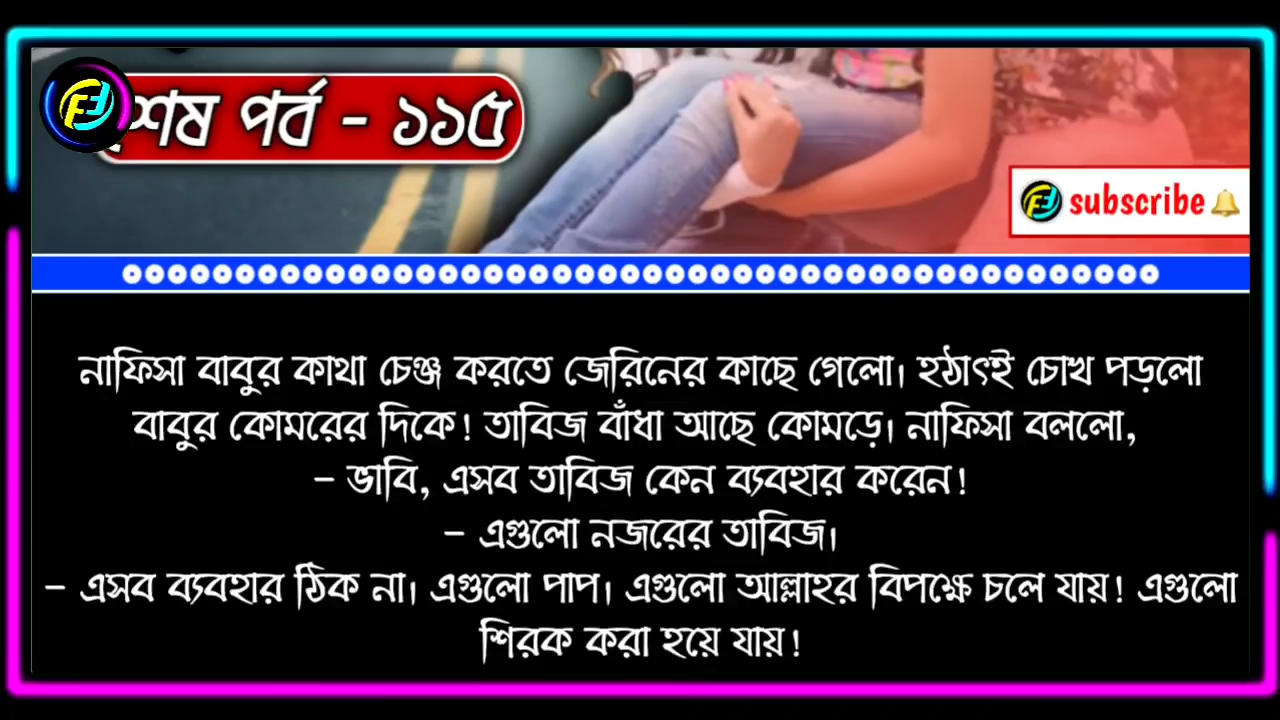 শেষ পর্ব - ১১৫
subscribe
নাফিসা বাবুর কাথা চেঞ্জ করতে জেরিনের কাছে গেলো। হঠাৎই চোখ পড়লো
বাবুর কোমরের দিকে! তাবিজ বাঁধা আছে কোমড়ে। নাফিসা বললো,
- ভাবি, এসব তাবিজ কেন ব্যবহার করেন!
- এগুলো নজরের তাবিজ।
- এসব ব্যবহার ঠিক না। এগুলো পাপ। এগুলো আল্লাহর বিপক্ষে চলে যায়! এগুলো
শিরক করা হয়ে যায়!